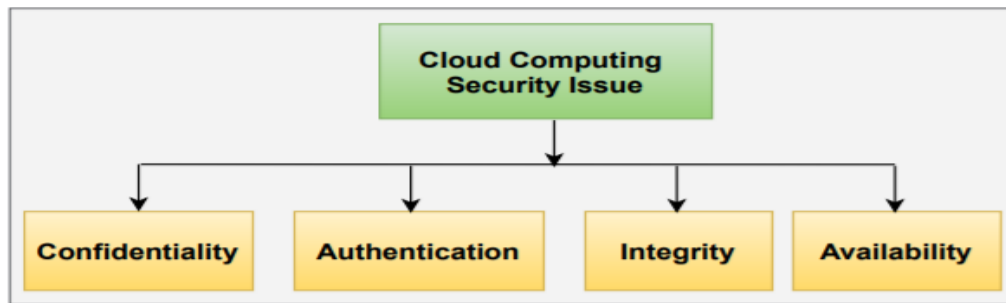 Cloud Computing
Security Issue
Confidentiality
Authentication
Integrity
Availability